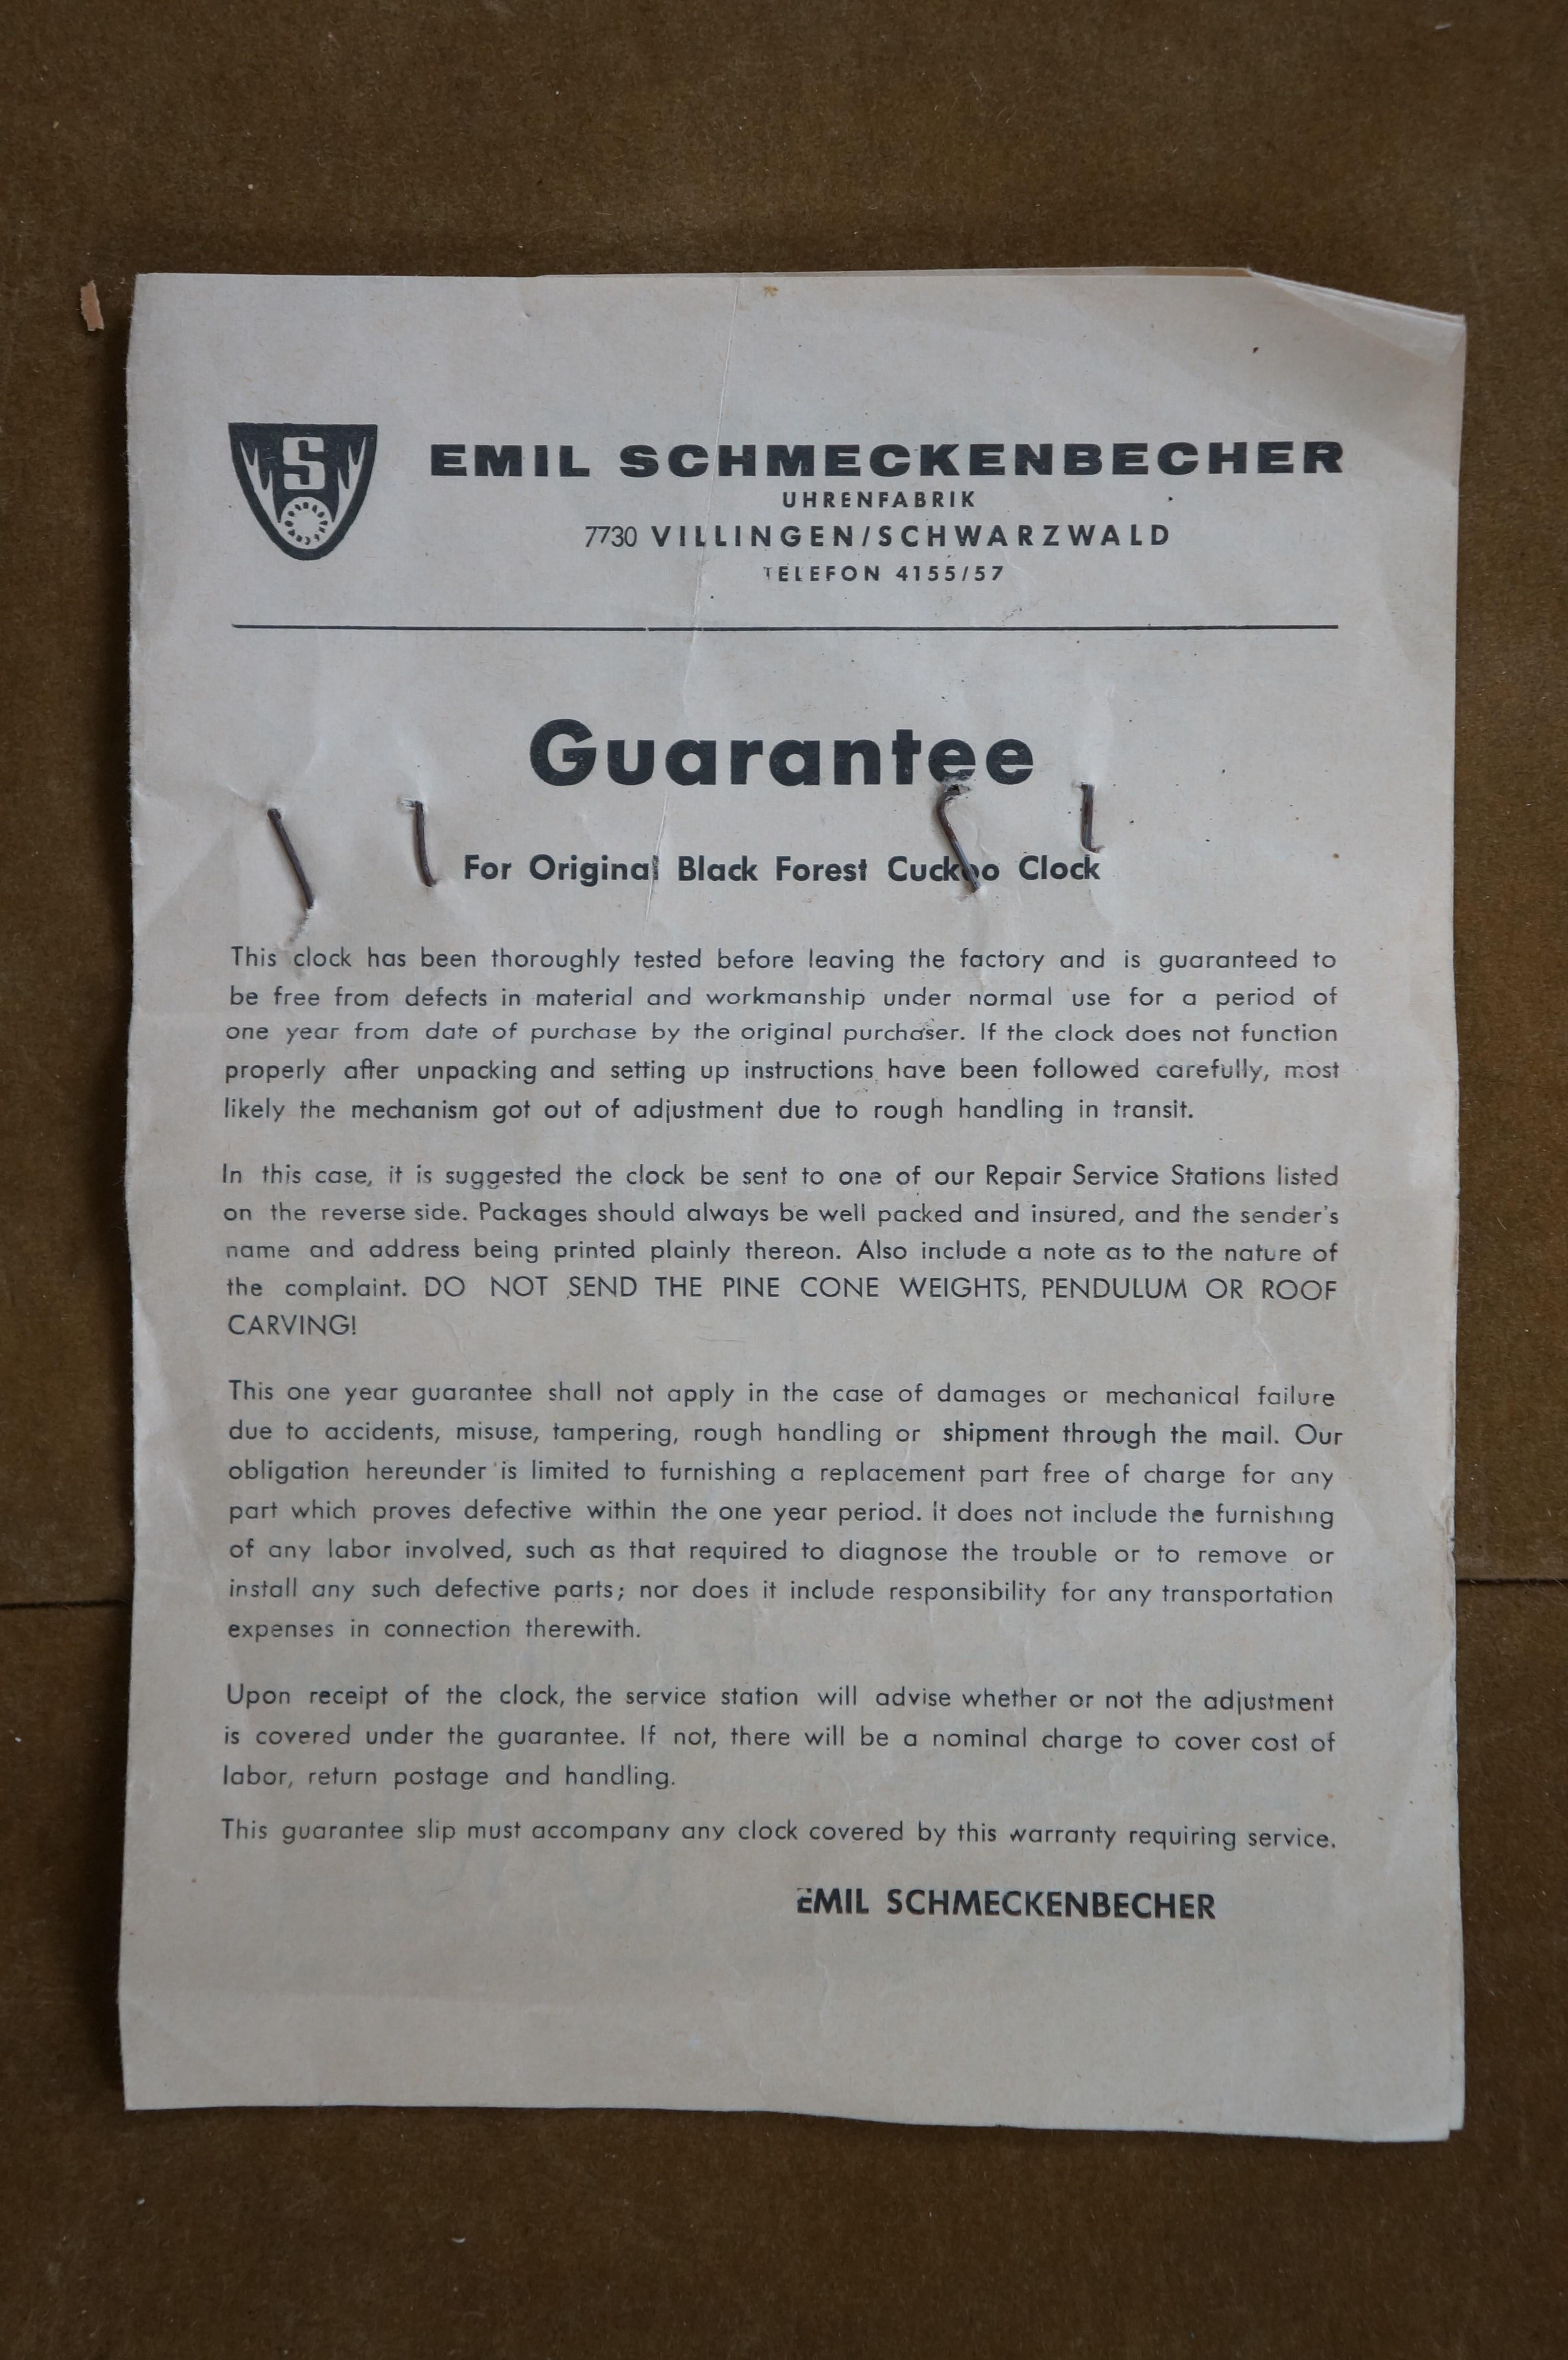 S
EMIL SCHMECKENBECHER
UHRENFABRIK
7730 VILLINGEN/SCHWARZWALD
TELEFON 4155/57
Guarantee
For Original Black Forest Cuckoo Clock
This clock has been thoroughly tested before leaving the factory and is guaranteed to
be free from defects in material and workmanship under normal use for a period of
one year from date of purchase by the original purchaser. If the clock does not function
properly after unpacking and setting up instructions have been followed carefully, most
likely the mechanism got out of adjustment due to rough handling in transit.
In this case, it is suggested the clock be sent to one of our Repair Service Stations listed
on the reverse side. Packages should always be well packed and insured, and the sender's
name and address being printed plainly thereon. Also include a note as to the nature of
the complaint. DO NOT SEND THE PINE CONE WEIGHTS, PENDULUM OR ROOF
CARVING!
This one year guarantee shall not apply in the case of damages or mechanical failure
due to accidents, misuse, tampering, rough handling or shipment through the mail. Our
obligation hereunder is limited to furnishing a replacement part free of charge for any
part which proves defective within the one year period. It does not include the furnishing
of any labor involved, such as that required to diagnose the trouble or to remove or
install any such defective parts; nor does it include responsibility for any transportation
expenses in connection therewith.
Upon receipt of the clock, the service station will advise whether or not the adjustment
is covered under the guarantee. If not, there will be a nominal charge to cover cost of
labor, return postage and handling.
This guarantee slip must accompany any clock covered by this warranty requiring service.
EMIL SCHMECKENBECHER